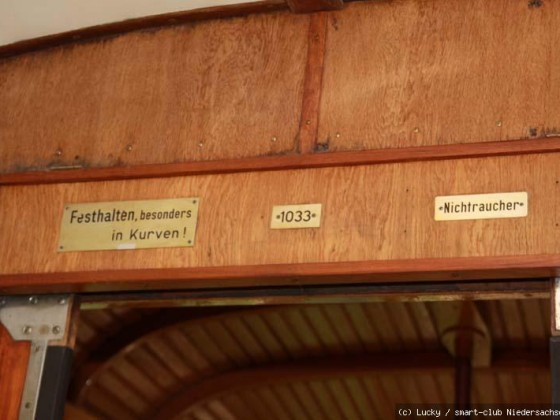 Festhalten, besonders
in Kurven!
1033
Nichtraucher
(c) Lucky / smart-club Niedersachs